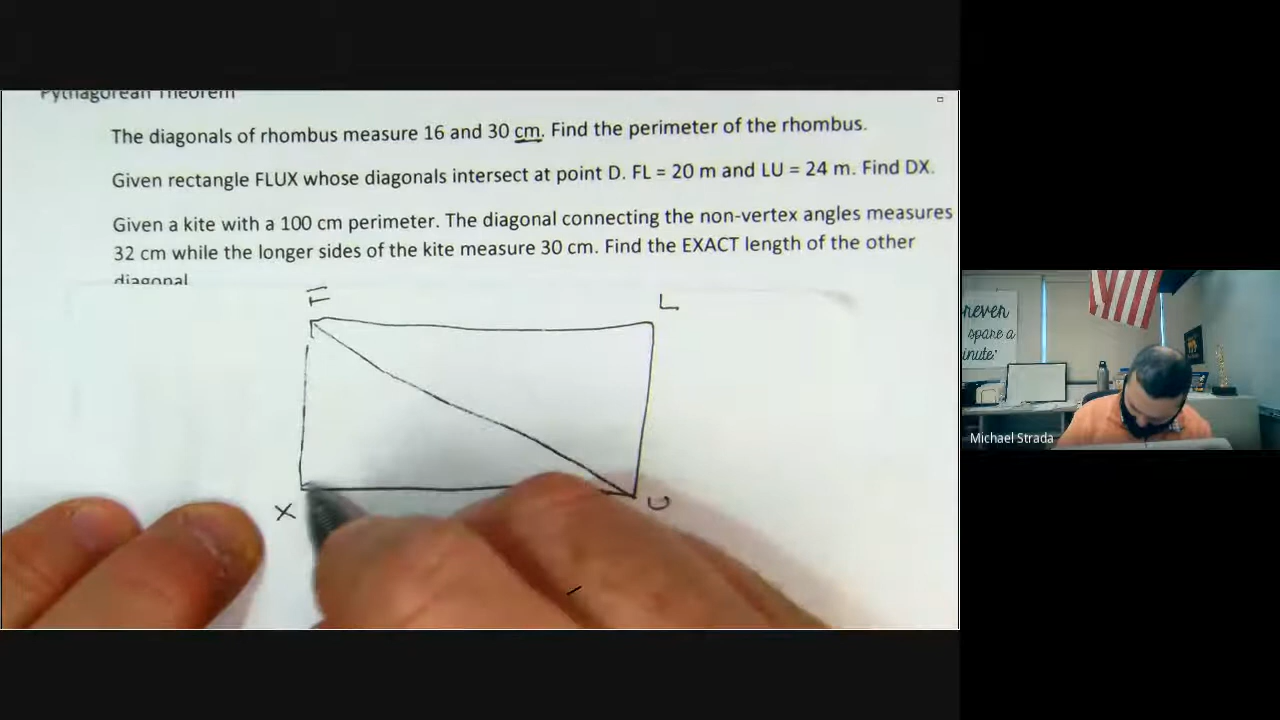 Pythagorean Theorem
The diagonals of rhombus measure 16 and 30 cm. Find the perimeter of the rhombus.
Given rectangle FLUX whose diagonals intersect at point D. FL = 20 m and LU = 24 m. Find DX.
Given a kite with a 100 cm perimeter. The diagonal connecting the non-vertex angles measures
32 cm while the longer sides of the kite measure 30 cm. Find the EXACT length of the other
diagonal
F L
X U
never
spare a
minute"
Michael Strada